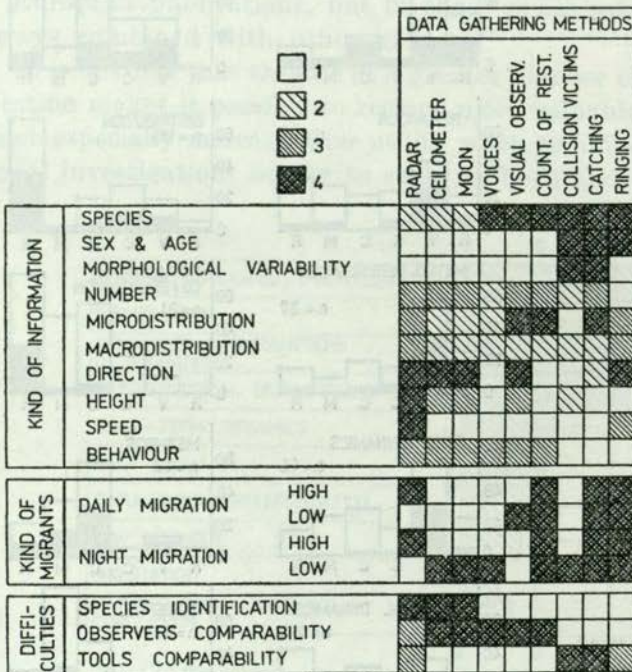 DATA GATHERING METHODS
1
2
3
4
RADAR
CEILOMETER
MOON
VOICES
VISUAL OBSERV.
COUNT. OF REST.
COLLISION VICTIMS
CATCHING
RINGING
KIND OF INFORMATION
SPECIES
SEX & AGE
MORPHOLOGICAL VARIABILITY
NUMBER
MICRODISTRIBUTION
MACRODISTRIBUTION
DIRECTION
HEIGHT
SPEED
BEHAVIOUR
KIND OF
MIGRANTS
DAILY MIGRATION
HIGH
LOW
NIGHT MIGRATION
HIGH
LOW
DIFFI-
CULTIES
SPECIES IDENTIFICATION
OBSERVERS COMPARABILITY
TOOLS COMPARABILITY